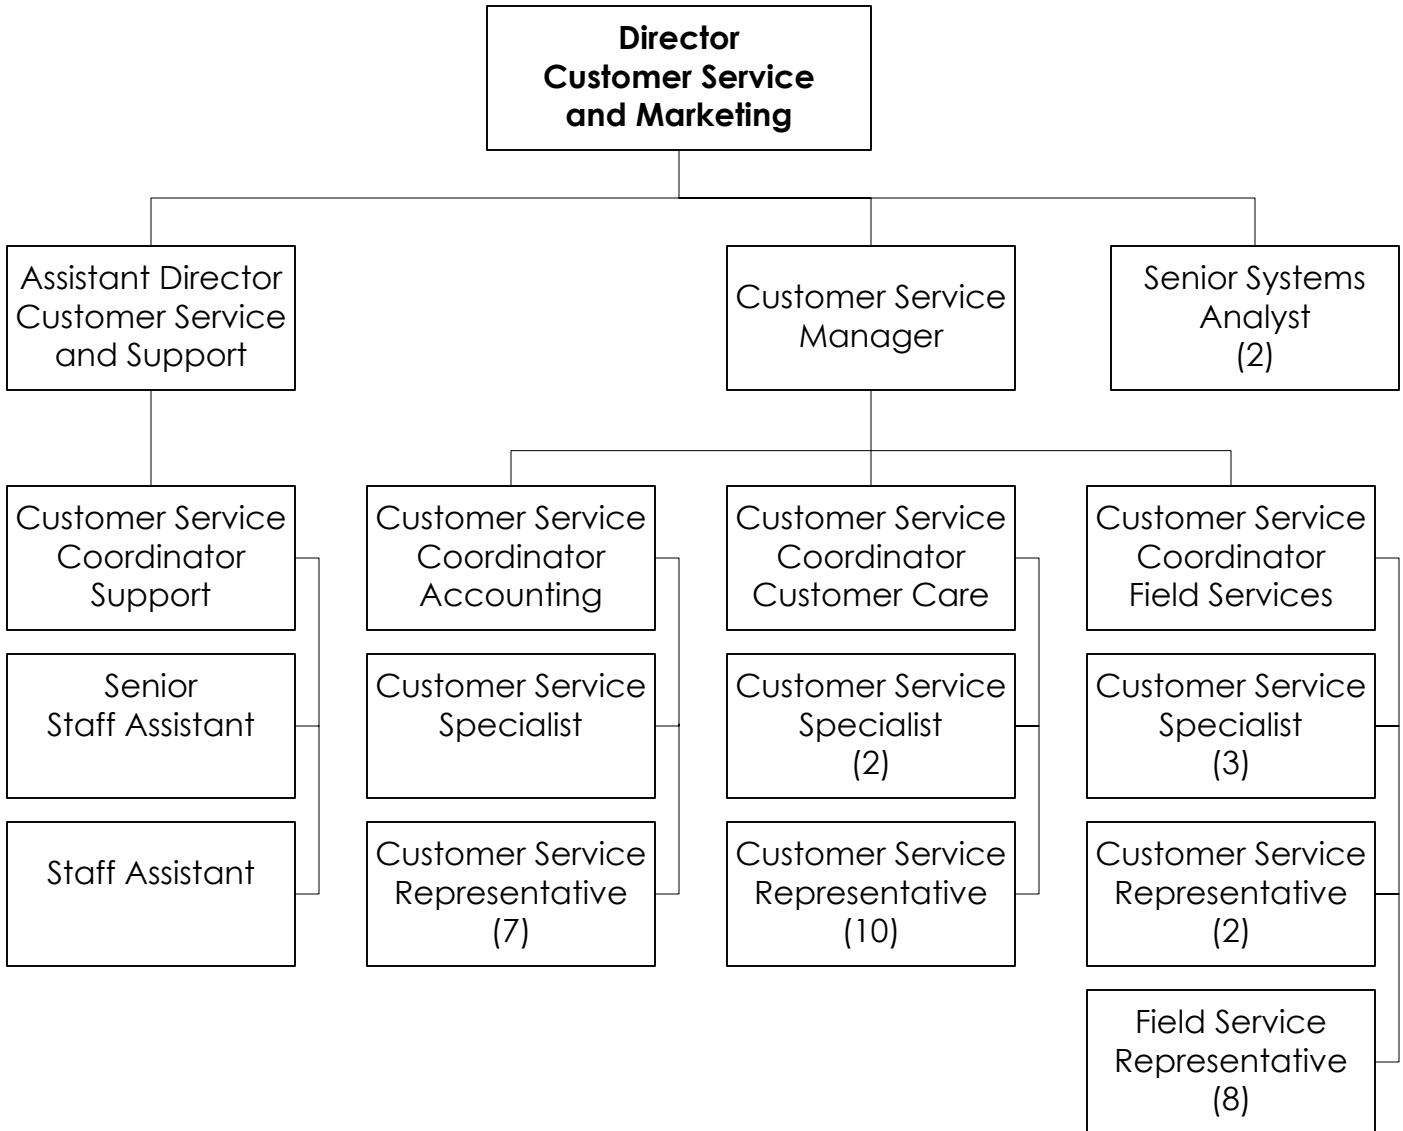 Director
Customer Service
and Marketing
Assistant Director
Customer Service
and Support
Customer Service
Manager
Senior Systems
Analyst
(2)
Customer Service
Coordinator
Support
Customer Service
Coordinator
Accounting
Customer Service
Coordinator
Customer Care
Customer Service
Coordinator
Field Services
Senior
Staff Assistant
Customer Service
Specialist
Customer Service
Specialist
(2)
Customer Service
Specialist
(3)
Staff Assistant
Customer Service
Representative
(7)
Customer Service
Representative
(10)
Customer Service
Representative
(2)
Field Service
Representative
(8)